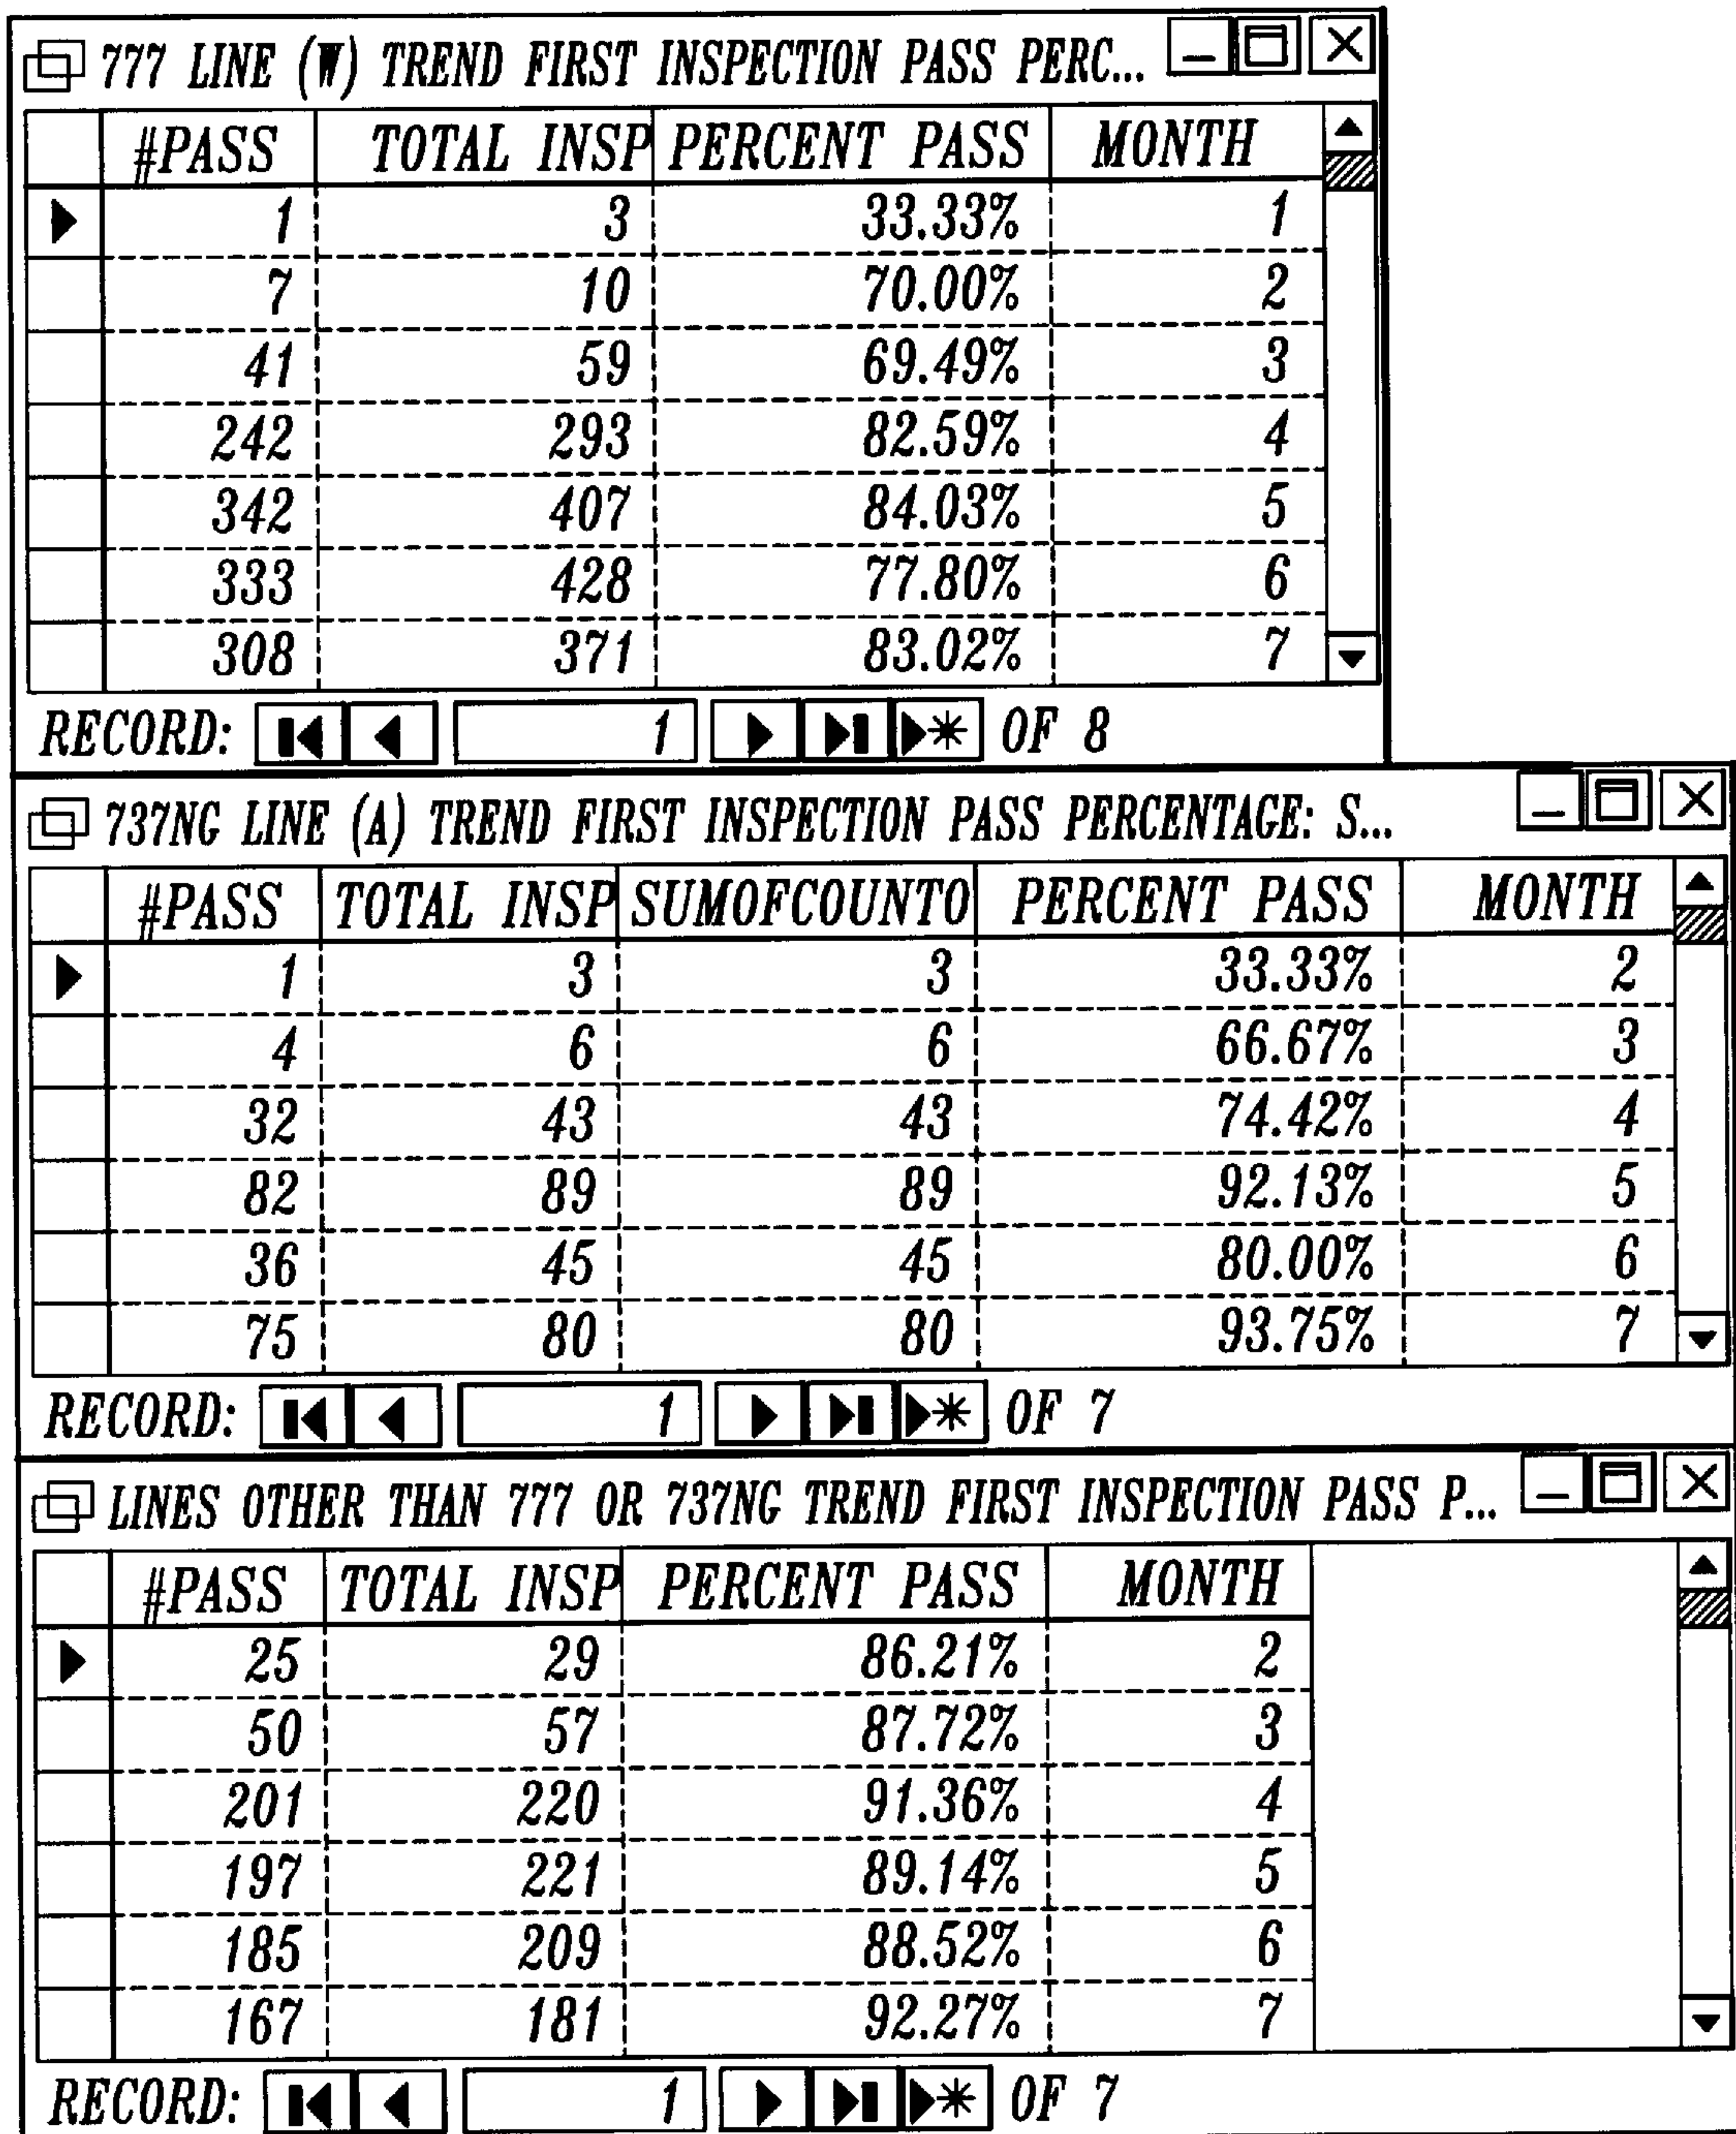 777 LINE (W) TREND FIRST INSPECTION PASS PERC...
#PASS TOTAL INSP PERCENT PASS MONTH
1 3 33.33% 1
7 10 70.00% 2
41 59 69.49% 3
242 293 82.59% 4
342 407 84.03% 5
333 428 77.80% 6
308 371 83.02% 7
RECORD: 1 OF 8
737NG LINE (A) TREND FIRST INSPECTION PASS PERCENTAGE: S...
#PASS TOTAL INSP SUMOFCOUNTO PERCENT PASS MONTH
1 3 3 33.33% 2
4 6 6 66.67% 3
32 43 43 74.42% 4
82 89 89 92.13% 5
36 45 45 80.00% 6
75 80 80 93.75% 7
RECORD: 1 OF 7
LINES OTHER THAN 777 OR 737NG TREND FIRST INSPECTION PASS P...
#PASS TOTAL INSP PERCENT PASS MONTH
25 29 86.21% 2
50 57 87.72% 3
201 220 91.36% 4
197 221 89.14% 5
185 209 88.52% 6
167 181 92.27% 7
RECORD: 1 OF 7